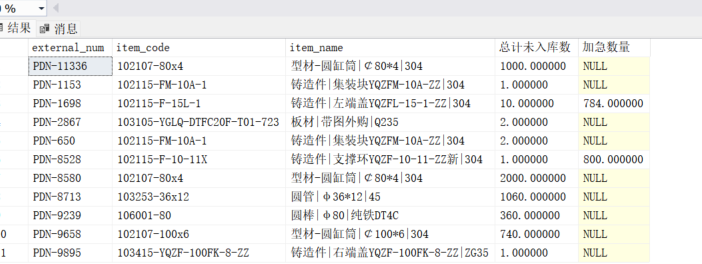 %
结果 消息
external_num item_code item_name 总计未入库数 加急数量
PDN-11336 102107-80x4 型材-圆缸筒|￠80*4|304 1000.000000 NULL
PDN-1153 102115-FM-10A-1 铸造件|集装块YQZFM-10A-ZZ|304 1.000000 NULL
PDN-1698 102115-F-15L-1 铸造件|左端盖YQZFL-15-1-ZZ|304 10.000000 784.000000
PDN-2867 103105-YGLQ-DTFC20F-T01-723 板材|带图外购|Q235 2.000000 NULL
PDN-650 102115-FM-10A-1 铸造件|集装块YQZFM-10A-ZZ|304 2.000000 NULL
PDN-8528 102115-F-10-11X 铸造件|支撑环YQZF-10-11-ZZ新|304 1.000000 800.000000
PDN-8580 102107-80x4 型材-圆缸筒|￠80*4|304 2000.000000 NULL
PDN-8713 103253-36x12 圆管|φ36*12|45 1060.000000 NULL
PDN-9239 106001-80 圆棒|φ80|纯铁DT4C 360.000000 NULL
0 PDN-9658 102107-100x6 型材-圆缸筒|￠100*6|304 740.000000 NULL
1 PDN-9895 103415-YQZF-100FK-8-ZZ 铸造件|右端盖YQZF-100FK-8-ZZ|ZG35 1.000000 NULL